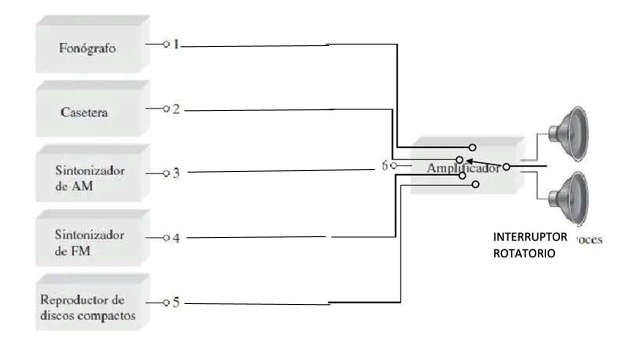 Fonógrafo
1
Casetera
2
Sintonizador
de AM
3
6
Amplificador
Sintonizador
de FM
4
INTERRUPTOR
ROTATORIO
oces
Reproductor de
discos compactos
5